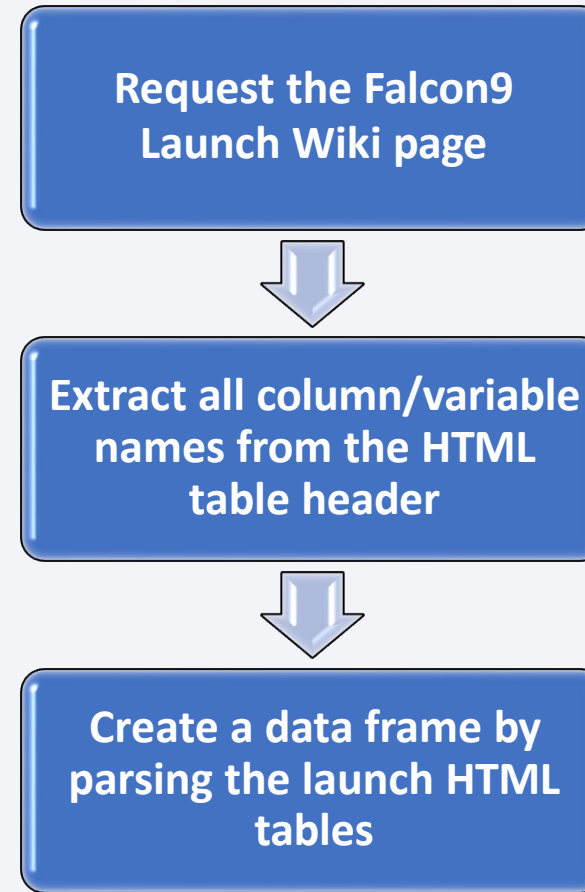 Request the Falcon9
Launch Wiki page
Extract all column/variable
names from the HTML
table header
Create a data frame by
parsing the launch HTML
tables